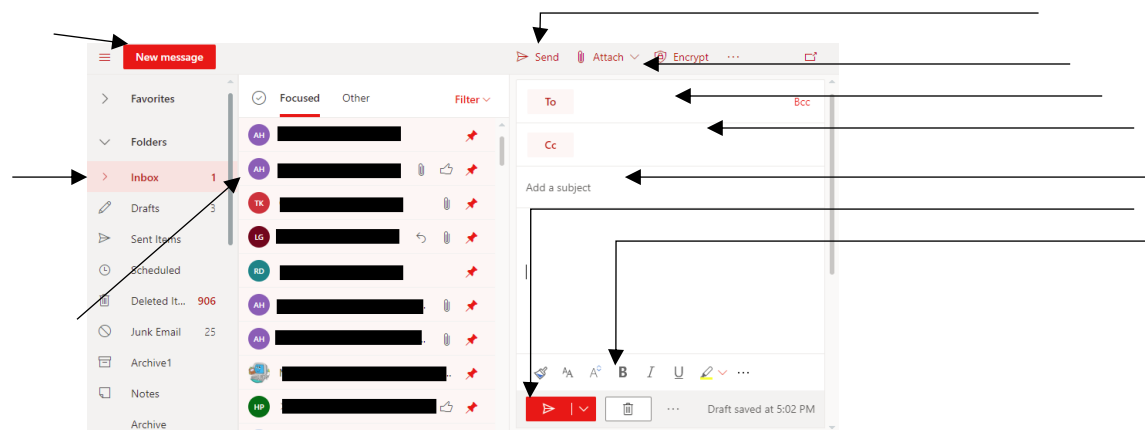 New message
Send Attach Encrypt ...
Favorites
Folders
Inbox 1
Drafts 3
Sent Items
Scheduled
Deleted It... 906
Junk Email 25
Archive1
Notes
Archive
Focused Other Filter
AH
AH
TK
LG
RD
AH
AH
HP
To Bcc
Cc
Add a subject
B I U ...
... Draft saved at 5:02 PM